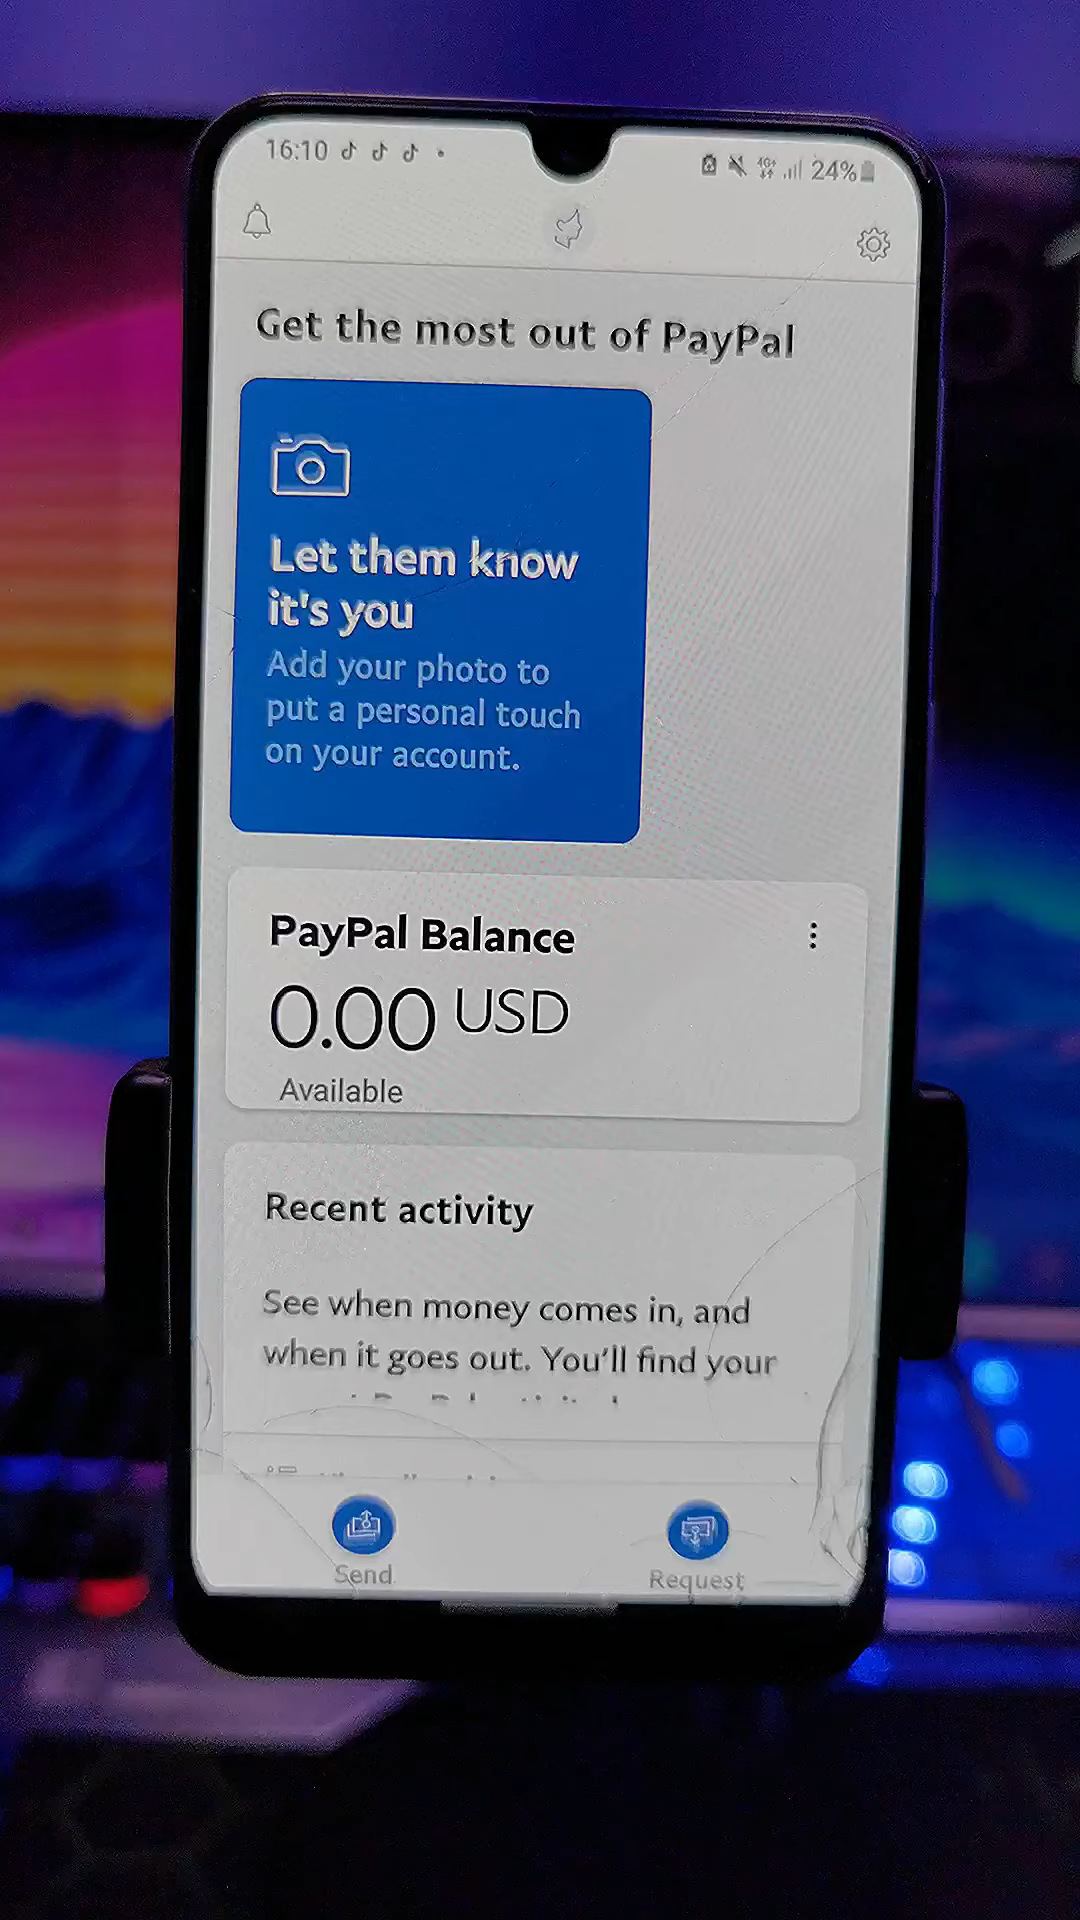 16:10
4G+
24%
Get the most out of PayPal
Let them know
it's you
Add your photo to
put a personal touch
on your account.
PayPal Balance
0.00 USD
Available
Recent activity
See when money comes in, and
when it goes out. You'll find your
Send
Request